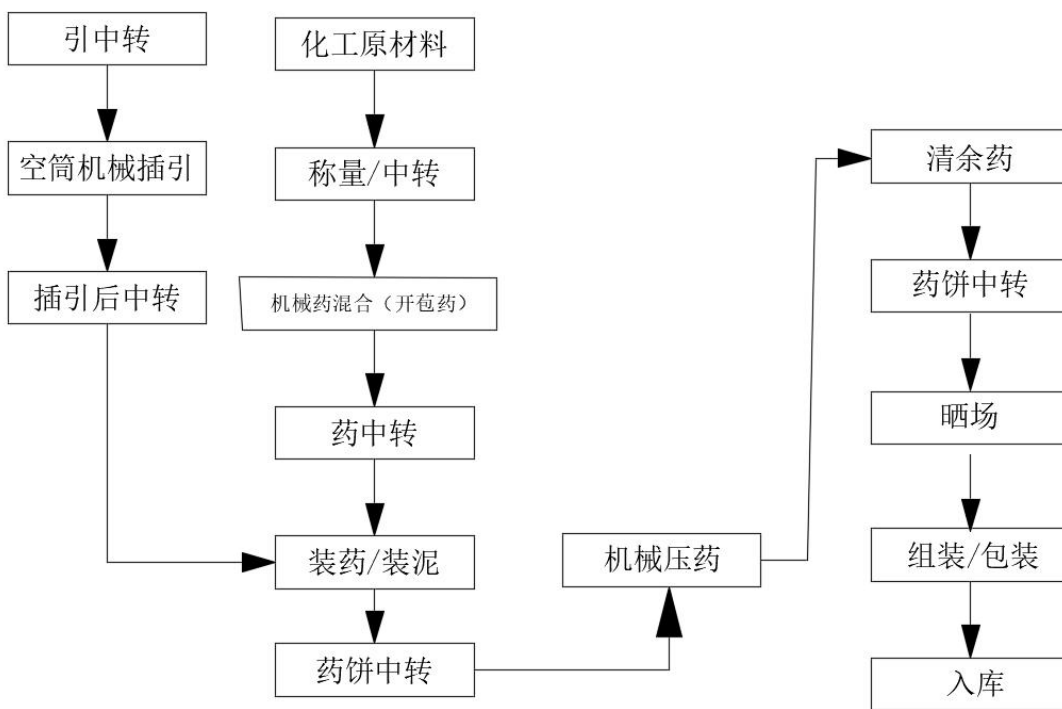 引中转
空筒机械插引
插引后中转
化工原材料
称量/中转
机械药混合（开苞药）
药中转
装药/装泥
药饼中转
机械压药
清余药
药饼中转
晒场
组装/包装
入库